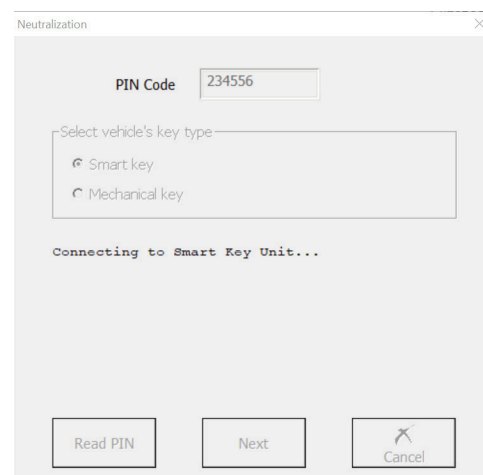 Neutralization
PIN Code 234556
Select vehicle's key type
Smart key
Mechanical key
Connecting to Smart Key Unit...
Read PIN Next Cancel